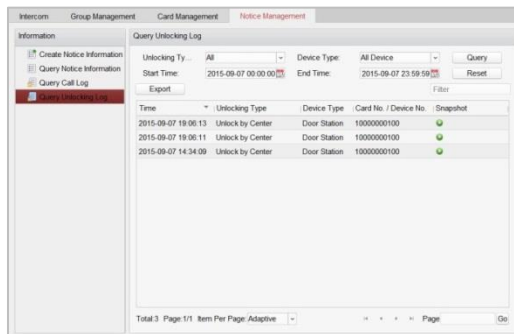 Intercom Group Management Card Management Notice Management
Information
Create Notice Information
Query Notice Information
Query Call Log
Query Unlocking Log
Query Unlocking Log
Unlocking Ty... All Device Type: All Device Query
Start Time: 2015-09-07 00:00:00 End Time: 2015-09-07 23:59:59 Reset
Export Filter
Time Unlocking Type Device Type Card No. / Device No. Snapshot
2015-09-07 19:06:13 Unlock by Center Door Station 10000000100
2015-09-07 19:06:11 Unlock by Center Door Station 10000000100
2015-09-07 14:34:09 Unlock by Center Door Station 10000000100
Total:3 Page:1/1 Item Per Page: Adaptive Page Go